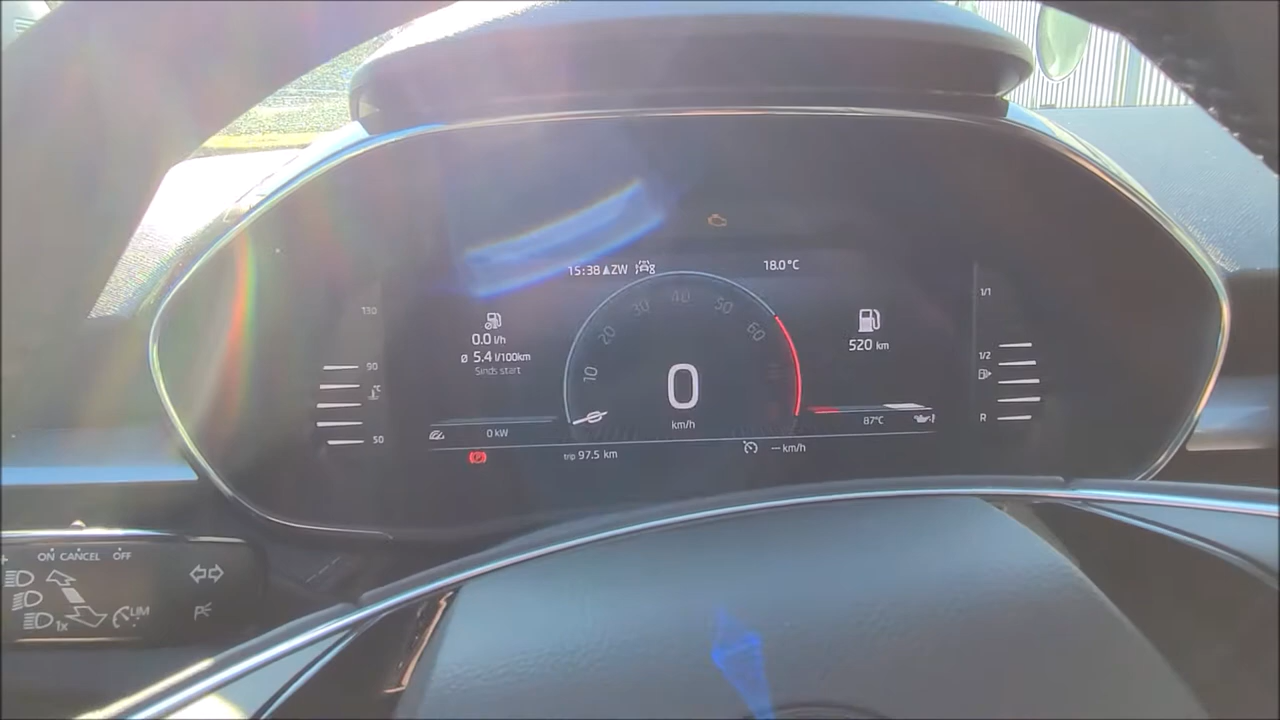 15:38 ▲ZW
18.0°C
130
90
°C
50
0.0 l/h
ø 5.4 l/100km
Sinds start
10
20
30
40
50
60
0
km/h
520 km
1/1
1/2
R
0 kW
87°C
P
trip 97.5 km
-- km/h
ON CANCEL OFF
1x
LIM
P